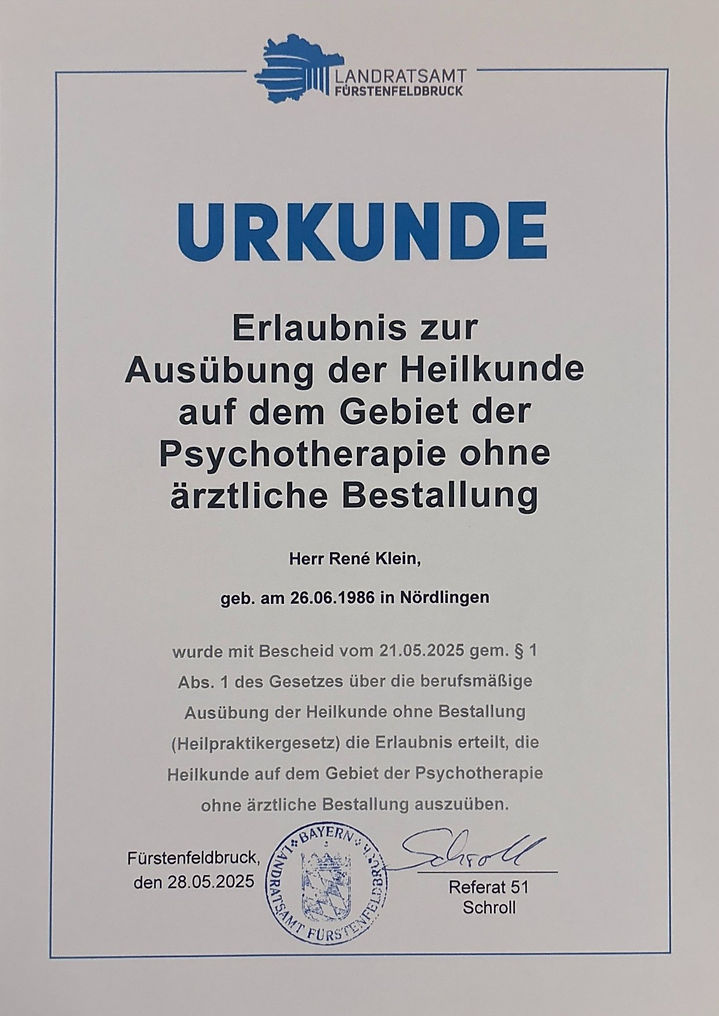 LANDRATSAMT
FÜRSTENFELDBRUCK
URKUNDE
Erlaubnis zur
Ausübung der Heilkunde
auf dem Gebiet der
Psychotherapie ohne
ärztliche Bestallung
Herr René Klein,
geb. am 26.06.1986 in Nördlingen
wurde mit Bescheid vom 21.05.2025 gem. § 1
Abs. 1 des Gesetzes über die berufsmäßige
Ausübung der Heilkunde ohne Bestallung
(Heilpraktikergesetz) die Erlaubnis erteilt, die
Heilkunde auf dem Gebiet der Psychotherapie
ohne ärztliche Bestallung auszuüben.
Fürstenfeldbruck,
den 28.05.2025
BAYERN
LANDRATSAMT FÜRSTENFELDBRUCK
Schroll
Referat 51
Schroll